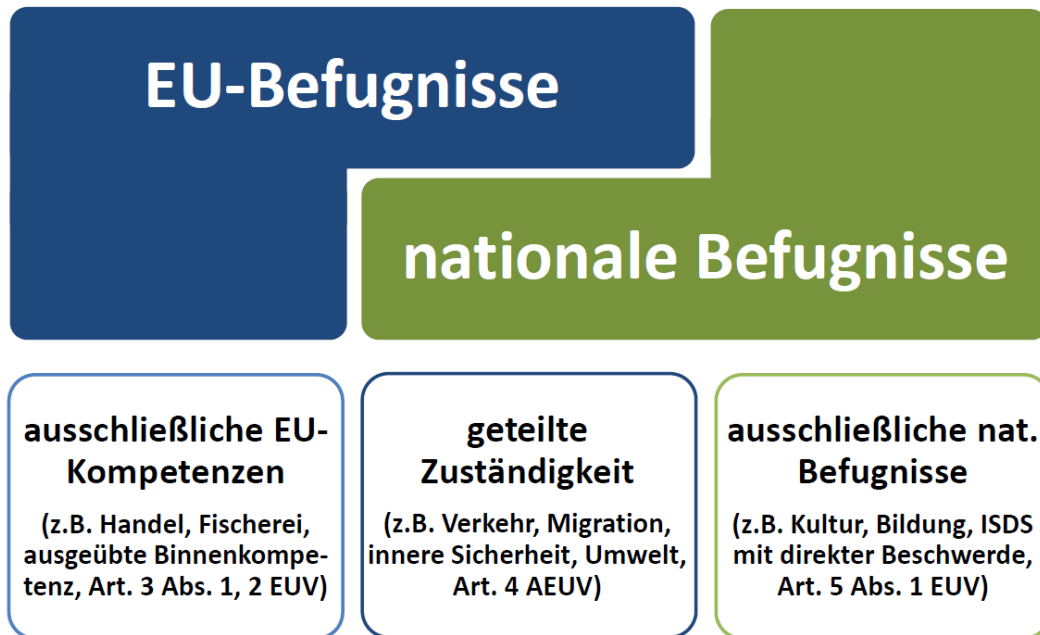 EU-Befugnisse
nationale Befugnisse
ausschließliche EU-
Kompetenzen
(z.B. Handel, Fischerei,
ausgeübte Binnenkompe-
tenz, Art. 3 Abs. 1, 2 EUV)
geteilte
Zuständigkeit
(z.B. Verkehr, Migration,
innere Sicherheit, Umwelt,
Art. 4 AEUV)
ausschließliche nat.
Befugnisse
(z.B. Kultur, Bildung, ISDS
mit direkter Beschwerde,
Art. 5 Abs. 1 EUV)